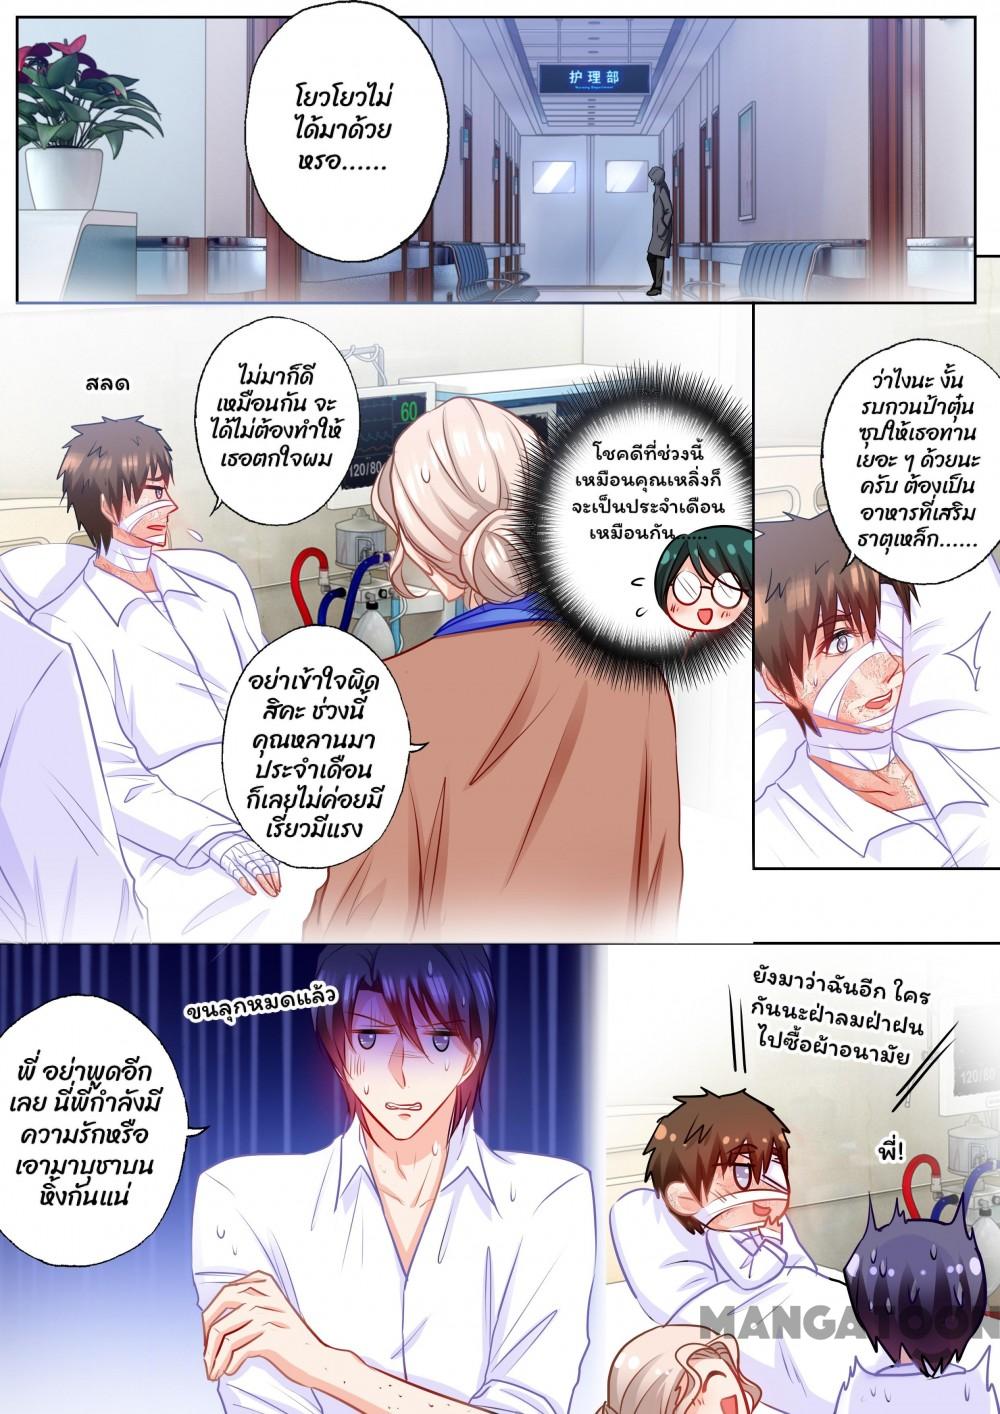 โยวโยวไม่
ได้มาด้วย
หรอ......
护理部
Nursing Department
สลด
ไม่มาก็ดี
เหมือนกัน จะ
ได้ไม่ต้องทำให้
เธอตกใจผม
60
120/80
โชคดีที่ช่วงนี้
เหมือนคุณเหลิ่งก็
จะเป็นประจำเดือน
เหมือนกัน......
ว่าไงนะ งั้น
รบกวนป้าตุ๋น
ซุปให้เธอทาน
เยอะ ๆ ด้วยนะ
ครับ ต้องเป็น
อาหารที่เสริม
ธาตุเหล็ก......
อย่าเข้าใจผิด
สิคะ ช่วงนี้
คุณหลานมา
ประจำเดือน
ก็เลยไม่ค่อยมี
เรี่ยวมีแรง
ขนลุกหมดแล้ว
พี่ อย่าพูดอีก
เลย นี่พี่กำลังมี
ความรักหรือ
เอามาบูชาบน
หิ้งกันแน่
ยังมาว่าฉันอีก ใคร
กันนะฝ่าลมฝ่าฝน
ไปซื้อผ้าอนามัย
120/80
พี่!
MANGATOON